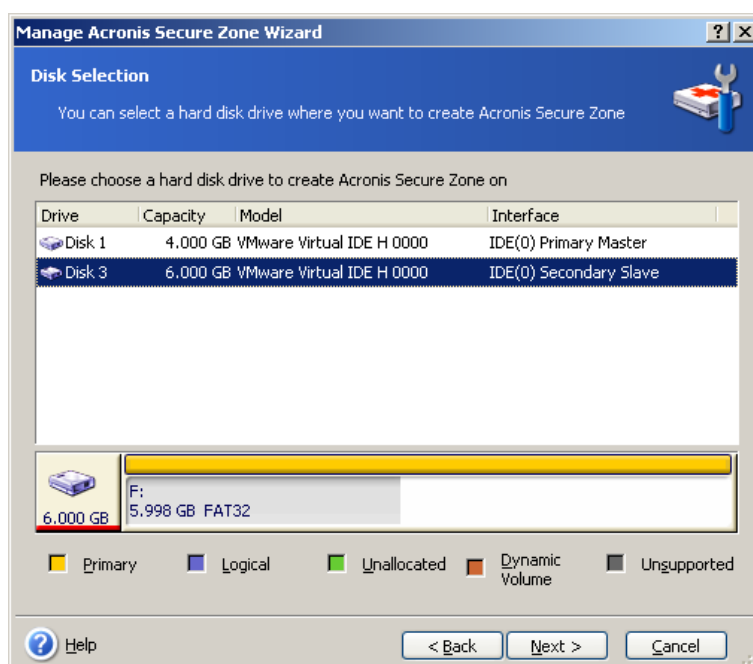 Manage Acronis Secure Zone Wizard
Disk Selection
You can select a hard disk drive where you want to create Acronis Secure Zone
Please choose a hard disk drive to create Acronis Secure Zone on
Drive Capacity Model Interface
Disk 1 4.000 GB VMware Virtual IDE H 0000 IDE(0) Primary Master
Disk 3 6.000 GB VMware Virtual IDE H 0000 IDE(0) Secondary Slave
F:
6.000 GB 5.998 GB FAT32
Primary Logical Unallocated Dynamic Volume Unsupported
? Help < Back Next > Cancel